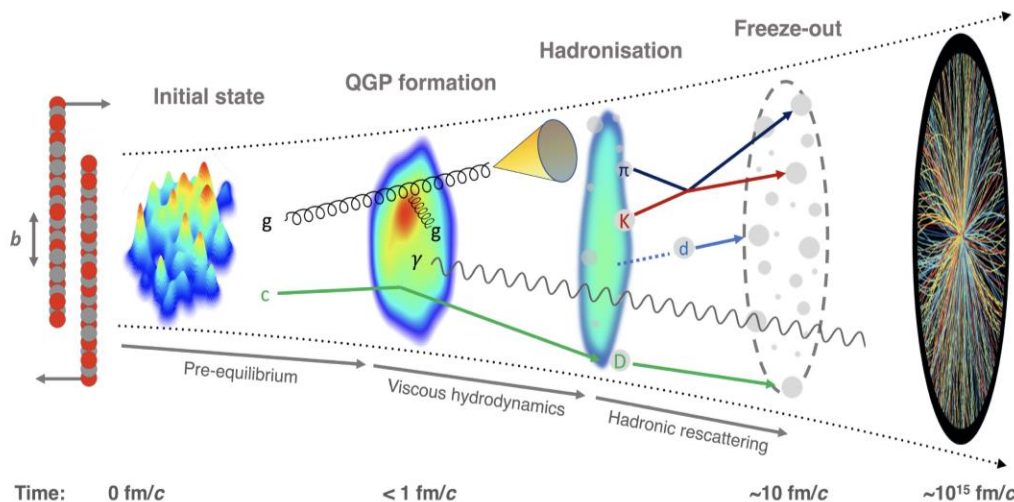 Initial state
QGP formation
Hadronisation
Freeze-out
b
g
g
γ
c
π
K
d
D
Pre-equilibrium
Viscous hydrodynamics
Hadronic rescattering
Time: 0 fm/c < 1 fm/c ~10 fm/c ~10¹⁵ fm/c